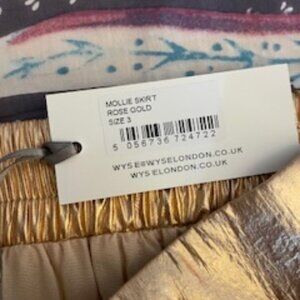 MOLLIE SKIRT
ROSE GOLD
SIZE 3
5 056736 724722
WYSE@WYSELONDON.CO.UK
WYSELONDON.CO.UK